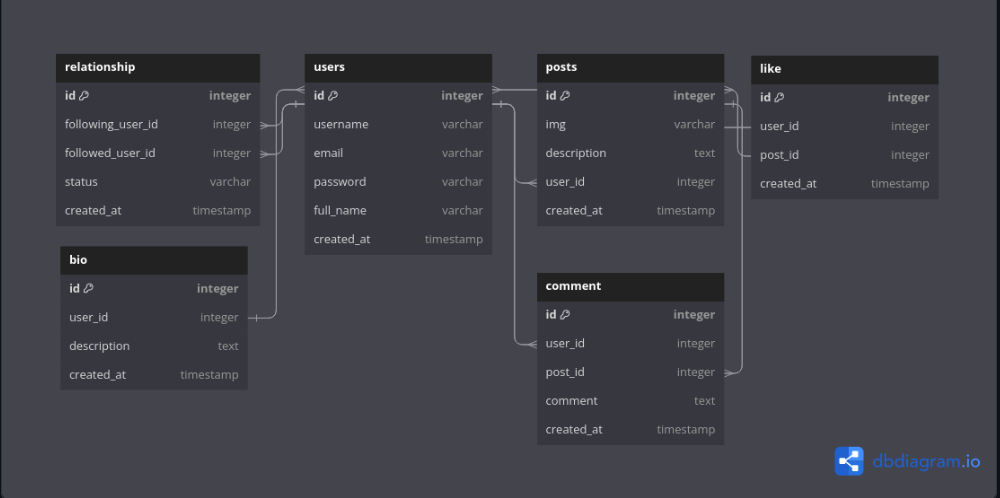 relationship
id integer
following_user_id integer
followed_user_id integer
status varchar
created_at timestamp
users
id integer
username varchar
email varchar
password varchar
full_name varchar
created_at timestamp
posts
id integer
img varchar
description text
user_id integer
created_at timestamp
like
id integer
user_id integer
post_id integer
created_at timestamp
bio
id integer
user_id integer
description text
created_at timestamp
comment
id integer
user_id integer
post_id integer
comment text
created_at timestamp
dbdiagram.io